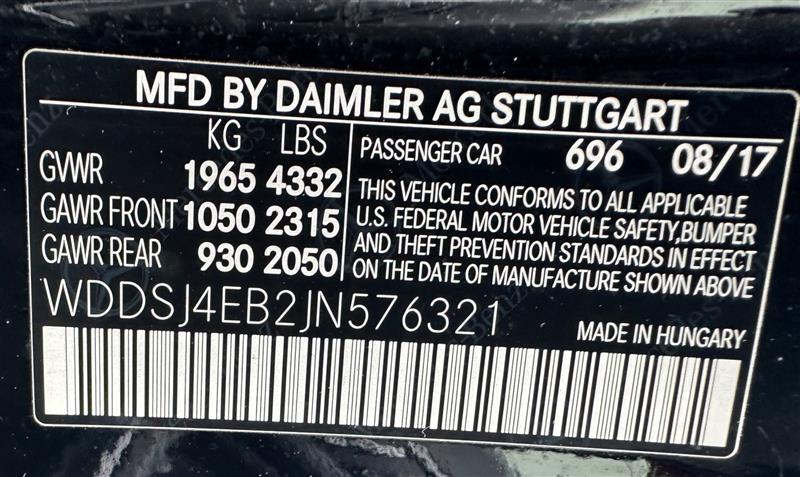 MFD BY DAIMLER AG STUTTGART
KG LBS
GVWR 1965 4332
GAWR FRONT 1050 2315
GAWR REAR 930 2050
PASSENGER CAR 696 08/17
THIS VEHICLE CONFORMS TO ALL APPLICABLE
U.S. FEDERAL MOTOR VEHICLE SAFETY,BUMPER
AND THEFT PREVENTION STANDARDS IN EFFECT
ON THE DATE OF MANUFACTURE SHOWN ABOVE
WDDSJ4EB2JN576321
MADE IN HUNGARY